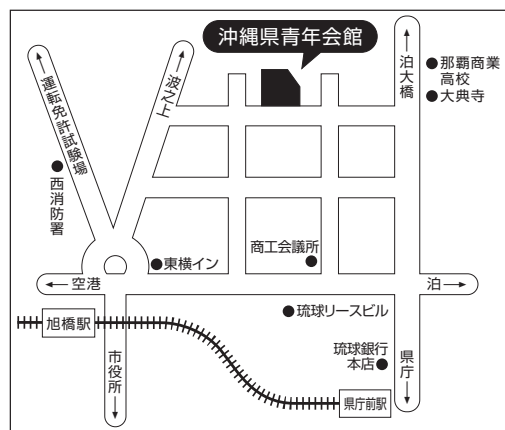 沖縄県青年会館
泊大橋
那覇商業
高校
大典寺
波之上
運転免許試験場
西消防署
商工会議所
東横イン
空港
泊
旭橋駅
琉球リースビル
市役所
琉球銀行
本店
県庁
県庁前駅